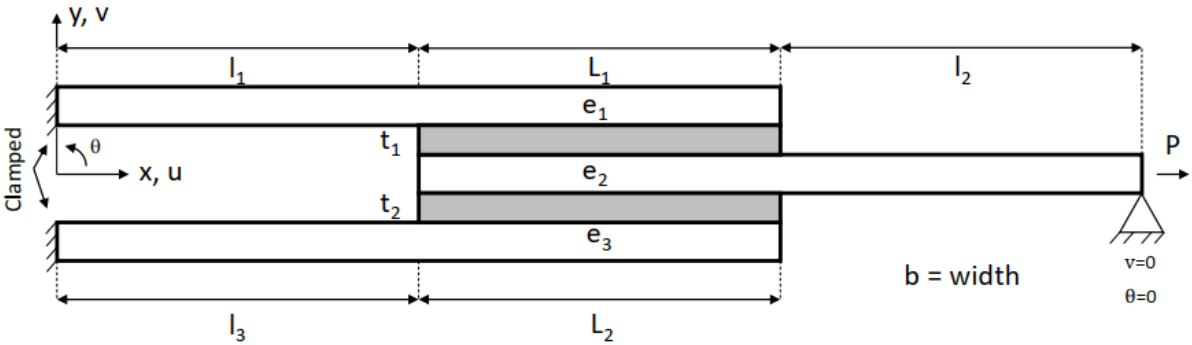 y, v
l₁
L₁
l₂
e₁
t₁
θ
x, u
Clamped
e₂
P
t₂
e₃
v=0
θ=0
b = width
l₃
L₂